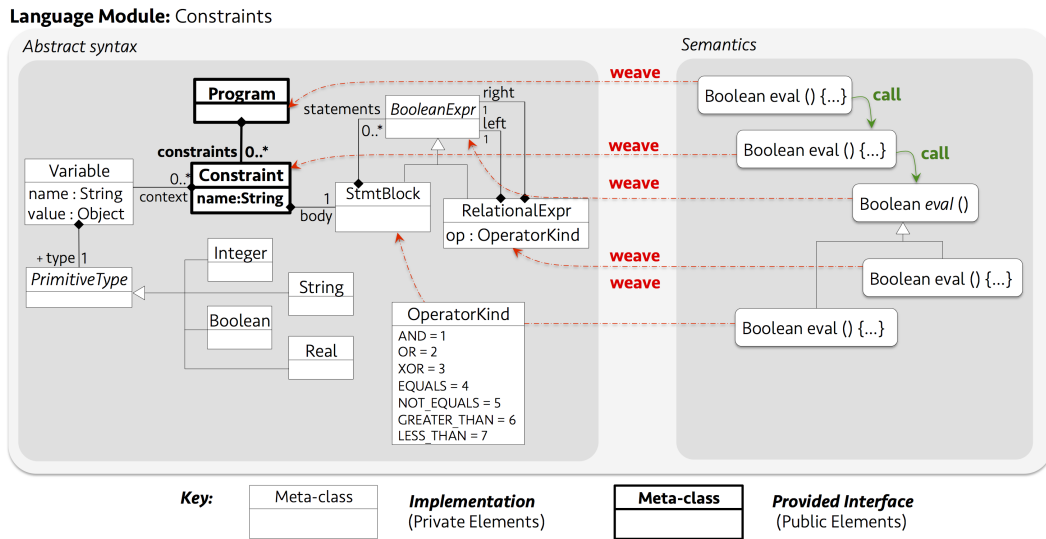 Language Module: Constraints
Abstract syntax
Semantics
Program
constraints 0..*
Constraint
name:String
Variable
name : String
value : Object
0..*
context
+ type 1
PrimitiveType
Integer
String
Boolean
Real
statements
0..*
BooleanExpr
right
1
left
1
StmtBlock
1
body
RelationalExpr
op : OperatorKind
OperatorKind
AND = 1
OR = 2
XOR = 3
EQUALS = 4
NOT_EQUALS = 5
GREATER_THAN = 6
LESS_THAN = 7
weave
weave
weave
weave
weave
Boolean eval () {...}
call
Boolean eval () {...}
call
Boolean eval ()
Boolean eval () {...}
Boolean eval () {...}
Key:
Meta-class
Implementation
(Private Elements)
Meta-class
Provided Interface
(Public Elements)